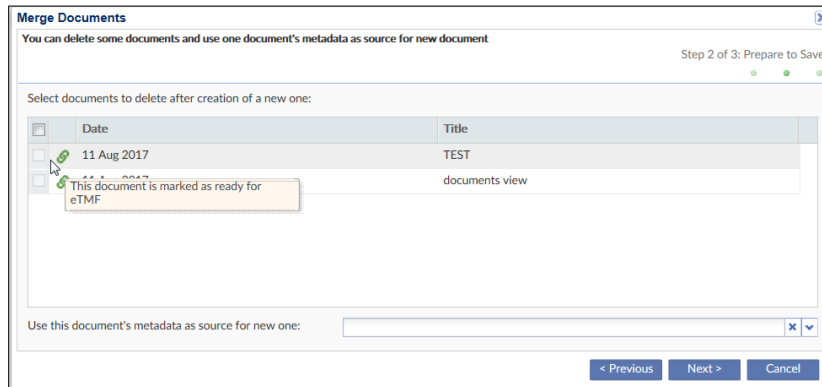 Merge Documents
You can delete some documents and use one document's metadata as source for new document
Step 2 of 3: Prepare to Save
Select documents to delete after creation of a new one:
Date Title
11 Aug 2017 TEST
documents view
This document is marked as ready for
eTMF
Use this document's metadata as source for new one:
< Previous Next > Cancel